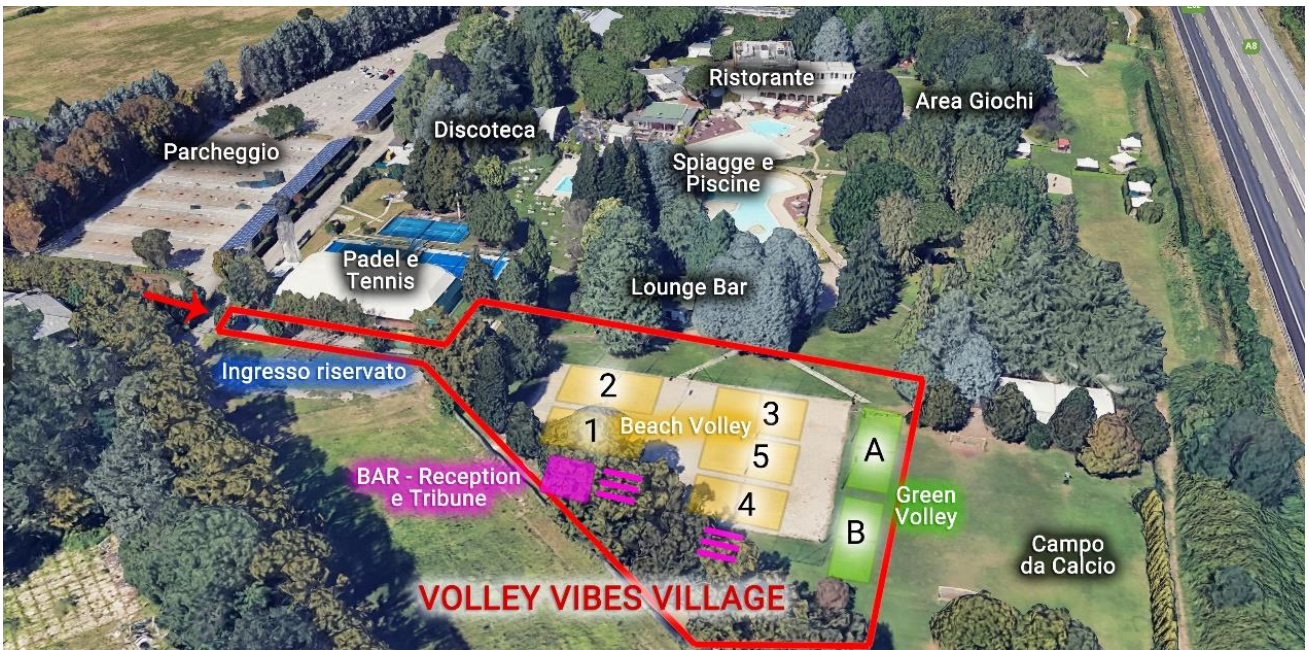 A8
Ristorante
Area Giochi
Discoteca
Parcheggio
Spiagge e
Piscine
Padel e
Tennis
Lounge Bar
Ingresso riservato
2
3
1
Beach Volley
5
A
BAR - Reception
e Tribune
4
Green
Volley
B
Campo
da Calcio
VOLLEY VIBES VILLAGE